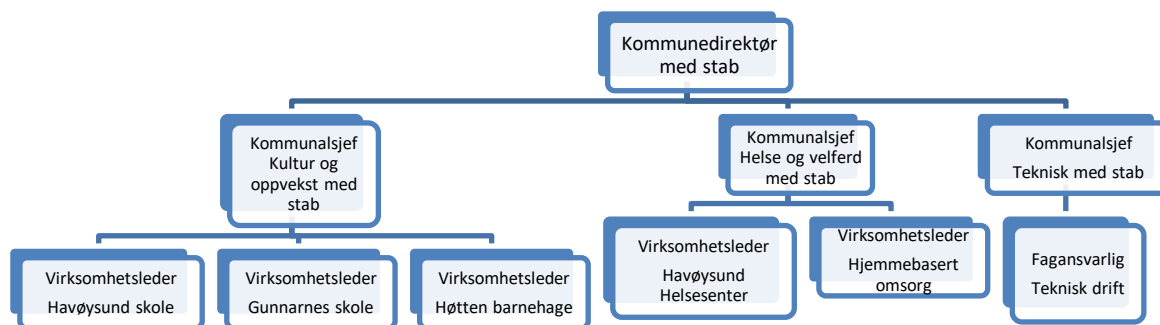 Kommunedirektør
med stab
Kommunalsjef
Kultur og
oppvekst med
stab
Kommunalsjef
Helse og velferd
med stab
Kommunalsjef
Teknisk med stab
Virksomhetsleder
Havøysund skole
Virksomhetsleder
Gunnarnes skole
Virksomhetsleder
Høtten barnehage
Virksomhetsleder
Havøysund
Helsesenter
Virksomhetsleder
Hjemmebasert
omsorg
Fagansvarlig
Teknisk drift